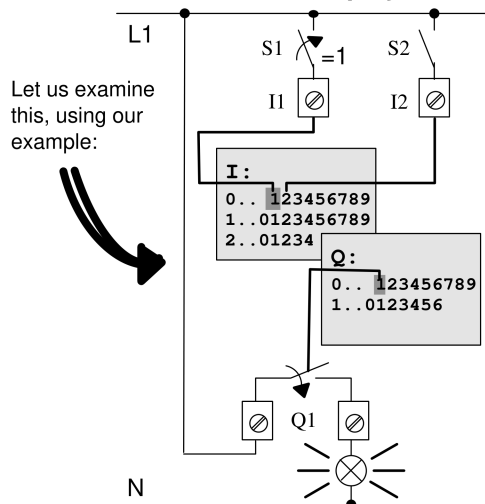 L1
S1
=1
S2
Let us examine
this, using our
example:
I1
I2
I:
0.. 123456789
1..0123456789
2..01234
Q:
0.. 123456789
1..0123456
Q1
N